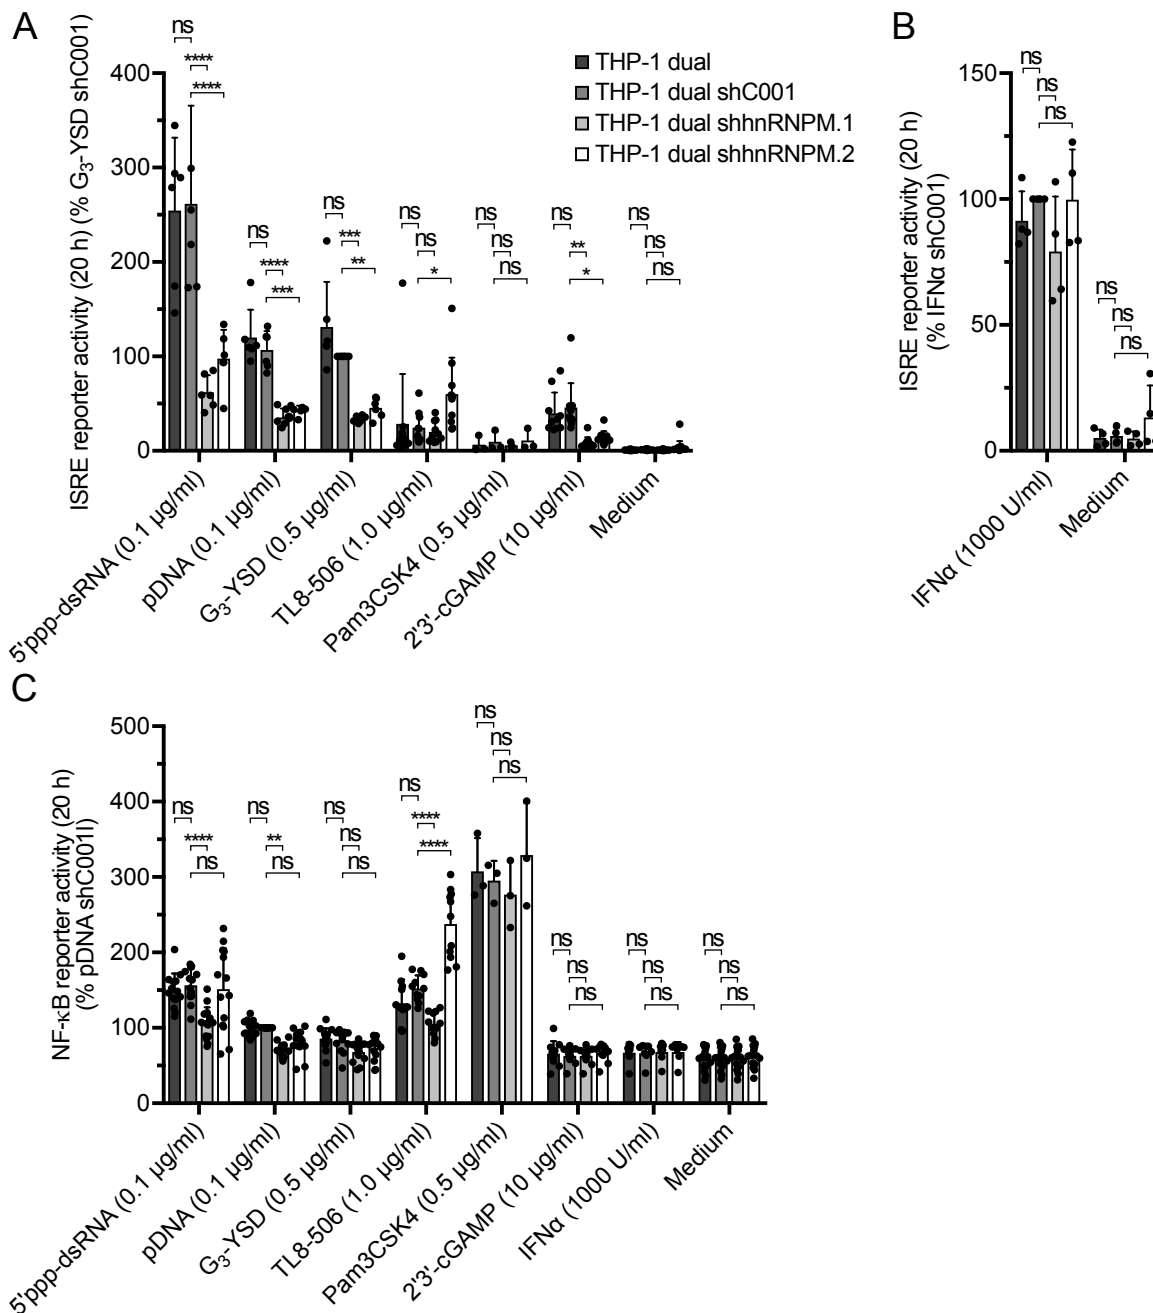 A
B
ns
****
****
THP-1 dual
THP-1 dual shC001
THP-1 dual shhnRNPM.1
THP-1 dual shhnRNPM.2
ISRE reporter activity (20 h) (% G3-YSD shC001)
400
300
200
100
0
ns
****
***
ns
***
**
ns
ns
*
ns
ns
ns
ns
**
*
ns
ns
ns
5'ppp-dsRNA (0.1 µg/ml)
pDNA (0.1 µg/ml)
G3-YSD (0.5 µg/ml)
TL8-506 (1.0 µg/ml)
Pam3CSK4 (0.5 µg/ml)
2'3'-cGAMP (10 µg/ml)
Medium
ISRE reporter activity (20 h)
(% IFNα shC001)
150
100
50
0
ns
ns
ns
ns
ns
ns
IFNα (1000 U/ml)
Medium
C
NF-κB reporter activity (20 h)
(% pDNA shC001I)
500
400
300
200
100
0
ns
****
ns
ns
**
ns
ns
ns
ns
ns
****
****
ns
ns
ns
ns
ns
ns
ns
ns
ns
ns
ns
ns
5'ppp-dsRNA (0.1 µg/ml)
pDNA (0.1 µg/ml)
G3-YSD (0.5 µg/ml)
TL8-506 (1.0 µg/ml)
Pam3CSK4 (0.5 µg/ml)
2'3'-cGAMP (10 µg/ml)
IFNα (1000 U/ml)
Medium